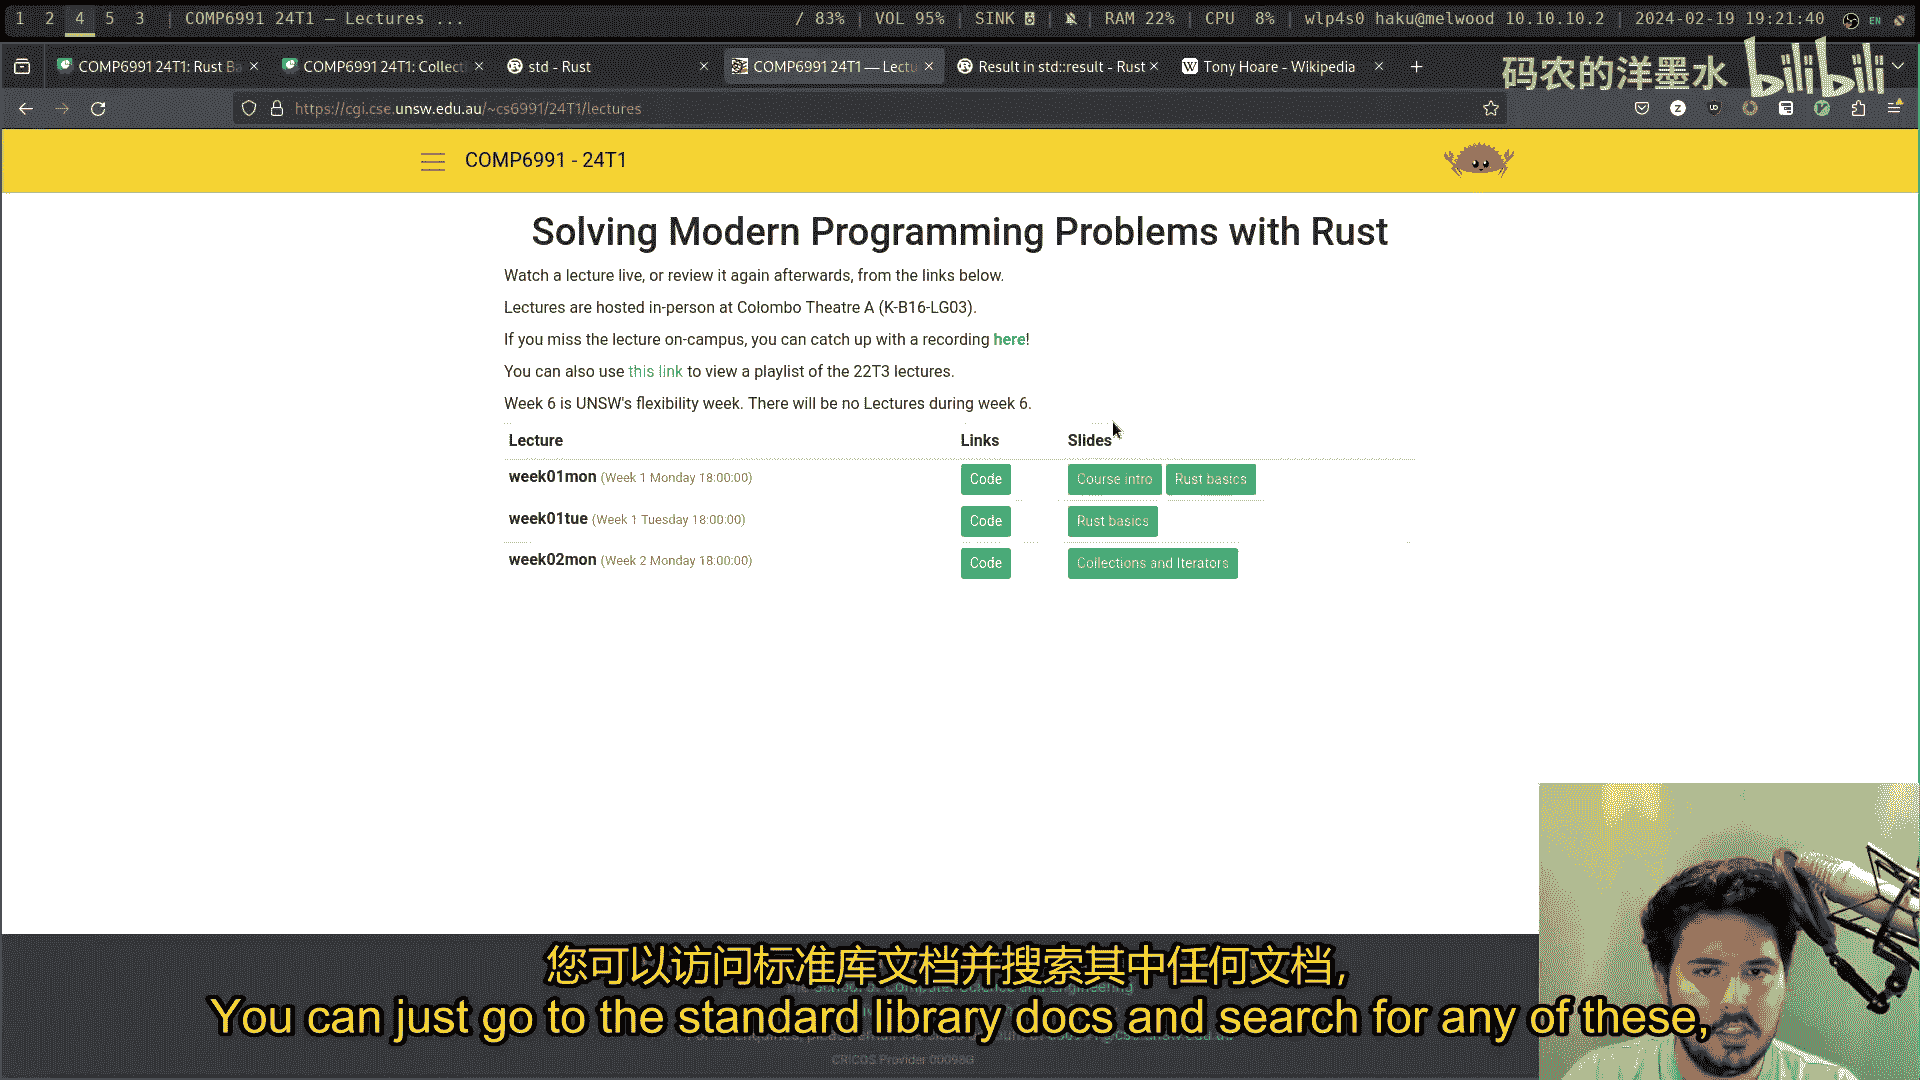 1 2 4 5 3 | COMP6991 24T1 — Lectures ... / 83% | VOL 95% | SINK | | RAM 22% | CPU 8% | wlp4s0 haku@melwood 10.10.10.2 | 2024-02-19 19:21:40 EN
COMP6991 24T1: Rust Ba COMP6991 24T1: Collect std - Rust COMP6991 24T1 — Lectu Result in std::result - Rust Tony Hoare - Wikipedia
码农的洋墨水 bilibili
https://cgi.cse.unsw.edu.au/~cs6991/24T1/lectures
COMP6991 - 24T1
Solving Modern Programming Problems with Rust
Watch a lecture live, or review it again afterwards, from the links below.
Lectures are hosted in-person at Colombo Theatre A (K-B16-LG03).
If you miss the lecture on-campus, you can catch up with a recording here!
You can also use this link to view a playlist of the 22T3 lectures.
Week 6 is UNSW's flexibility week. There will be no Lectures during week 6.
Lecture Links Slides
week01mon (Week 1 Monday 18:00:00) Code Course intro Rust basics
week01tue (Week 1 Tuesday 18:00:00) Code Rust basics
week02mon (Week 2 Monday 18:00:00) Code Collections and Iterators
您可以访问标准库文档并搜索其中任何文档，
You can just go to the standard library docs and search for any of these,
CRICOS Provider 00098G